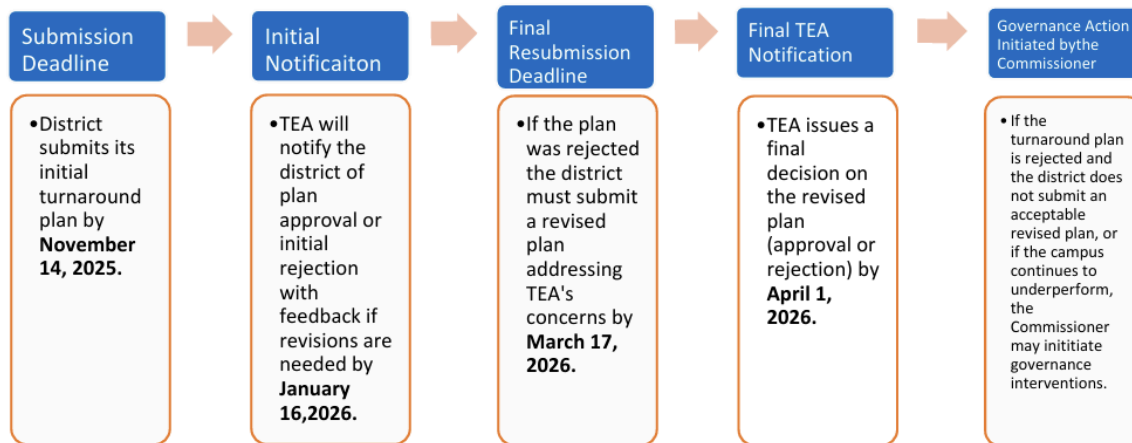 Submission
Deadline
•District
submits its
initial
turnaround
plan by
November
14, 2025.
Initial
Notificaiton
•TEA will
notify the
district of
plan
approval or
initial
rejection
with
feedback if
revisions are
needed by
January
16,2026.
Final
Resubmission
Deadline
•If the plan
was rejected
the district
must submit
a revised
plan
addressing
TEA's
concerns by
March 17,
2026.
Final TEA
Notification
•TEA issues a
final
decision on
the revised
plan
(approval or
rejection) by
April 1,
2026.
Governance Action
Initiated bythe
Commissioner
• If the
turnaround plan
is rejected and
the district does
not submit an
acceptable
revised plan, or
if the campus
continues to
underperform,
the
Commissioner
may inititiate
governance
interventions.